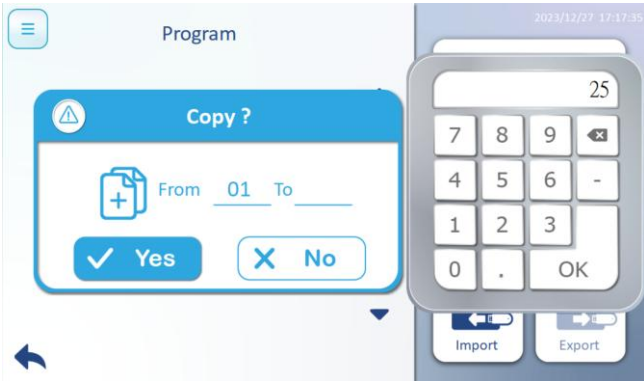 2023/12/27 17:17:35
Program
Copy ?
From 01 To
Yes No
25
7 8 9
4 5 6 -
1 2 3
0 . OK
Import Export